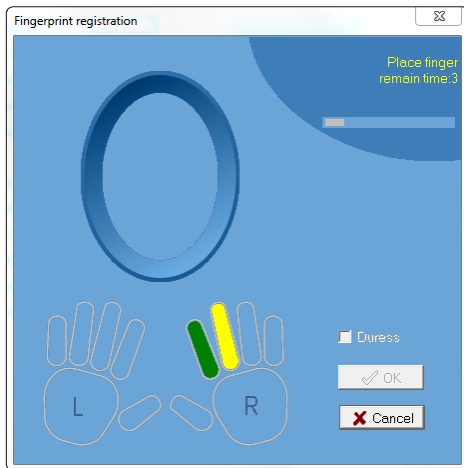 Fingerprint registration
Place finger
remain time:3
L
R
Duress
OK
Cancel